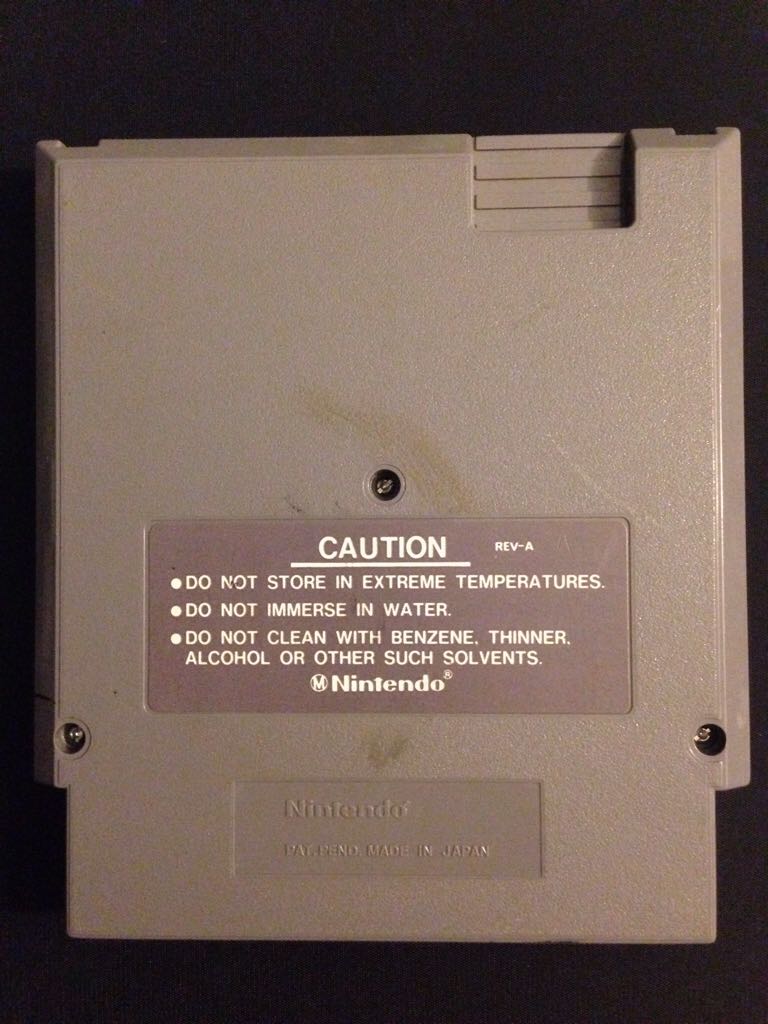 CAUTION REV-A
●DO NOT STORE IN EXTREME TEMPERATURES.
●DO NOT IMMERSE IN WATER.
●DO NOT CLEAN WITH BENZENE, THINNER,
ALCOHOL OR OTHER SUCH SOLVENTS.
Ⓜ Nintendo®
Nintendo®
PAT. PEND. MADE IN JAPAN